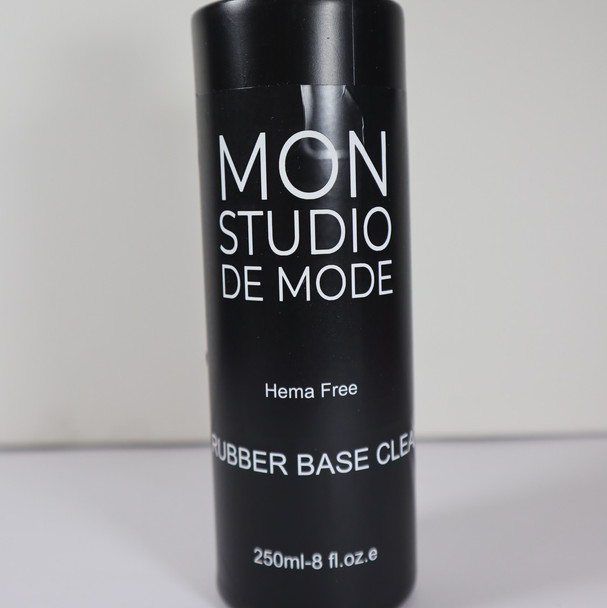 MON
STUDIO
DE MODE
Hema Free
RUBBER BASE CLEA
250ml-8 fl.oz.e